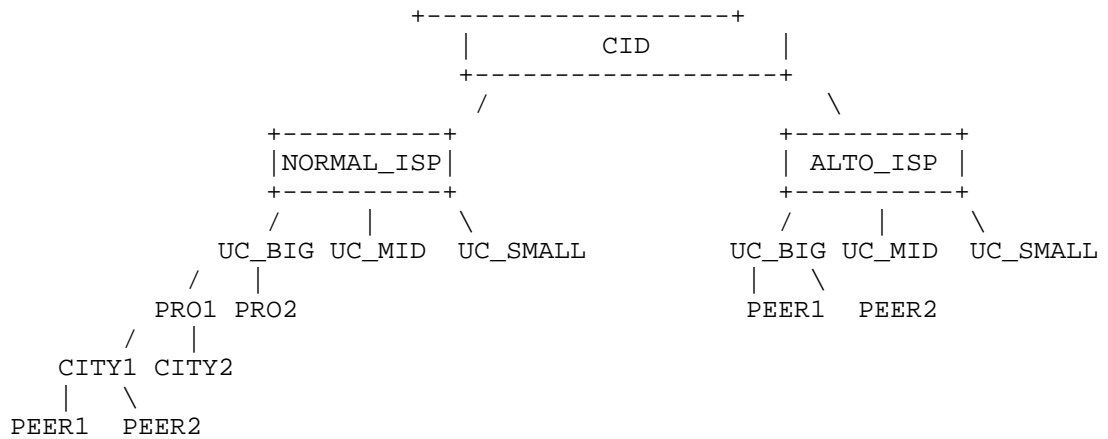 CID
NORMAL_ISP ALTO_ISP
UC_BIG UC_MID UC_SMALL UC_BIG UC_MID UC_SMALL
PRO1 PRO2 PEER1 PEER2
CITY1 CITY2
PEER1 PEER2